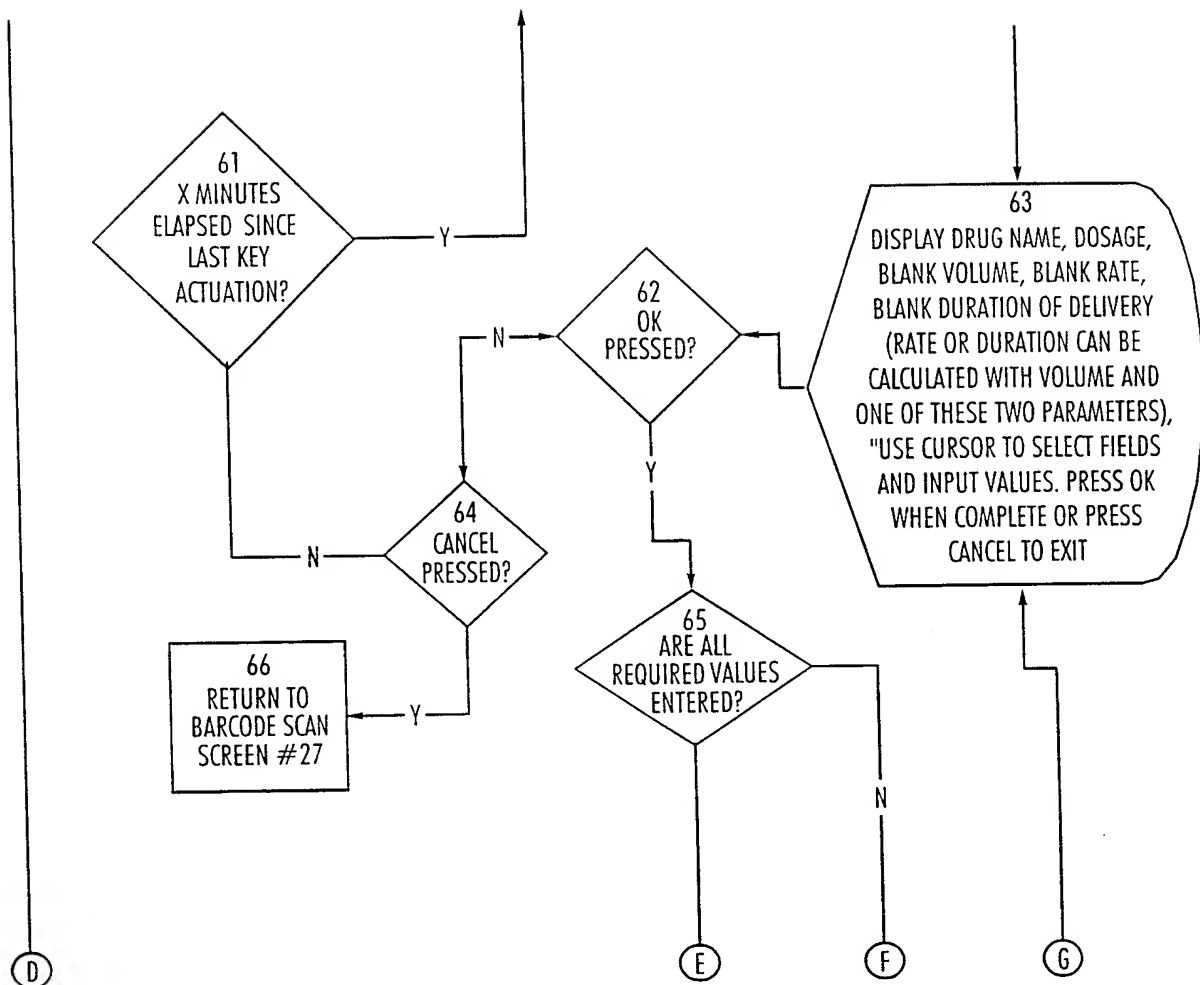 61
X MINUTES
ELAPSED SINCE
LAST KEY
ACTUATION?
Y
63
DISPLAY DRUG NAME, DOSAGE,
BLANK VOLUME, BLANK RATE,
BLANK DURATION OF DELIVERY
(RATE OR DURATION CAN BE
CALCULATED WITH VOLUME AND
ONE OF THESE TWO PARAMETERS),
"USE CURSOR TO SELECT FIELDS
AND INPUT VALUES. PRESS OK
WHEN COMPLETE OR PRESS
CANCEL TO EXIT
62
OK
PRESSED?
N
Y
64
CANCEL
PRESSED?
N
Y
65
ARE ALL
REQUIRED VALUES
ENTERED?
N
66
RETURN TO
BARCODE SCAN
SCREEN #27
D
E
F
G